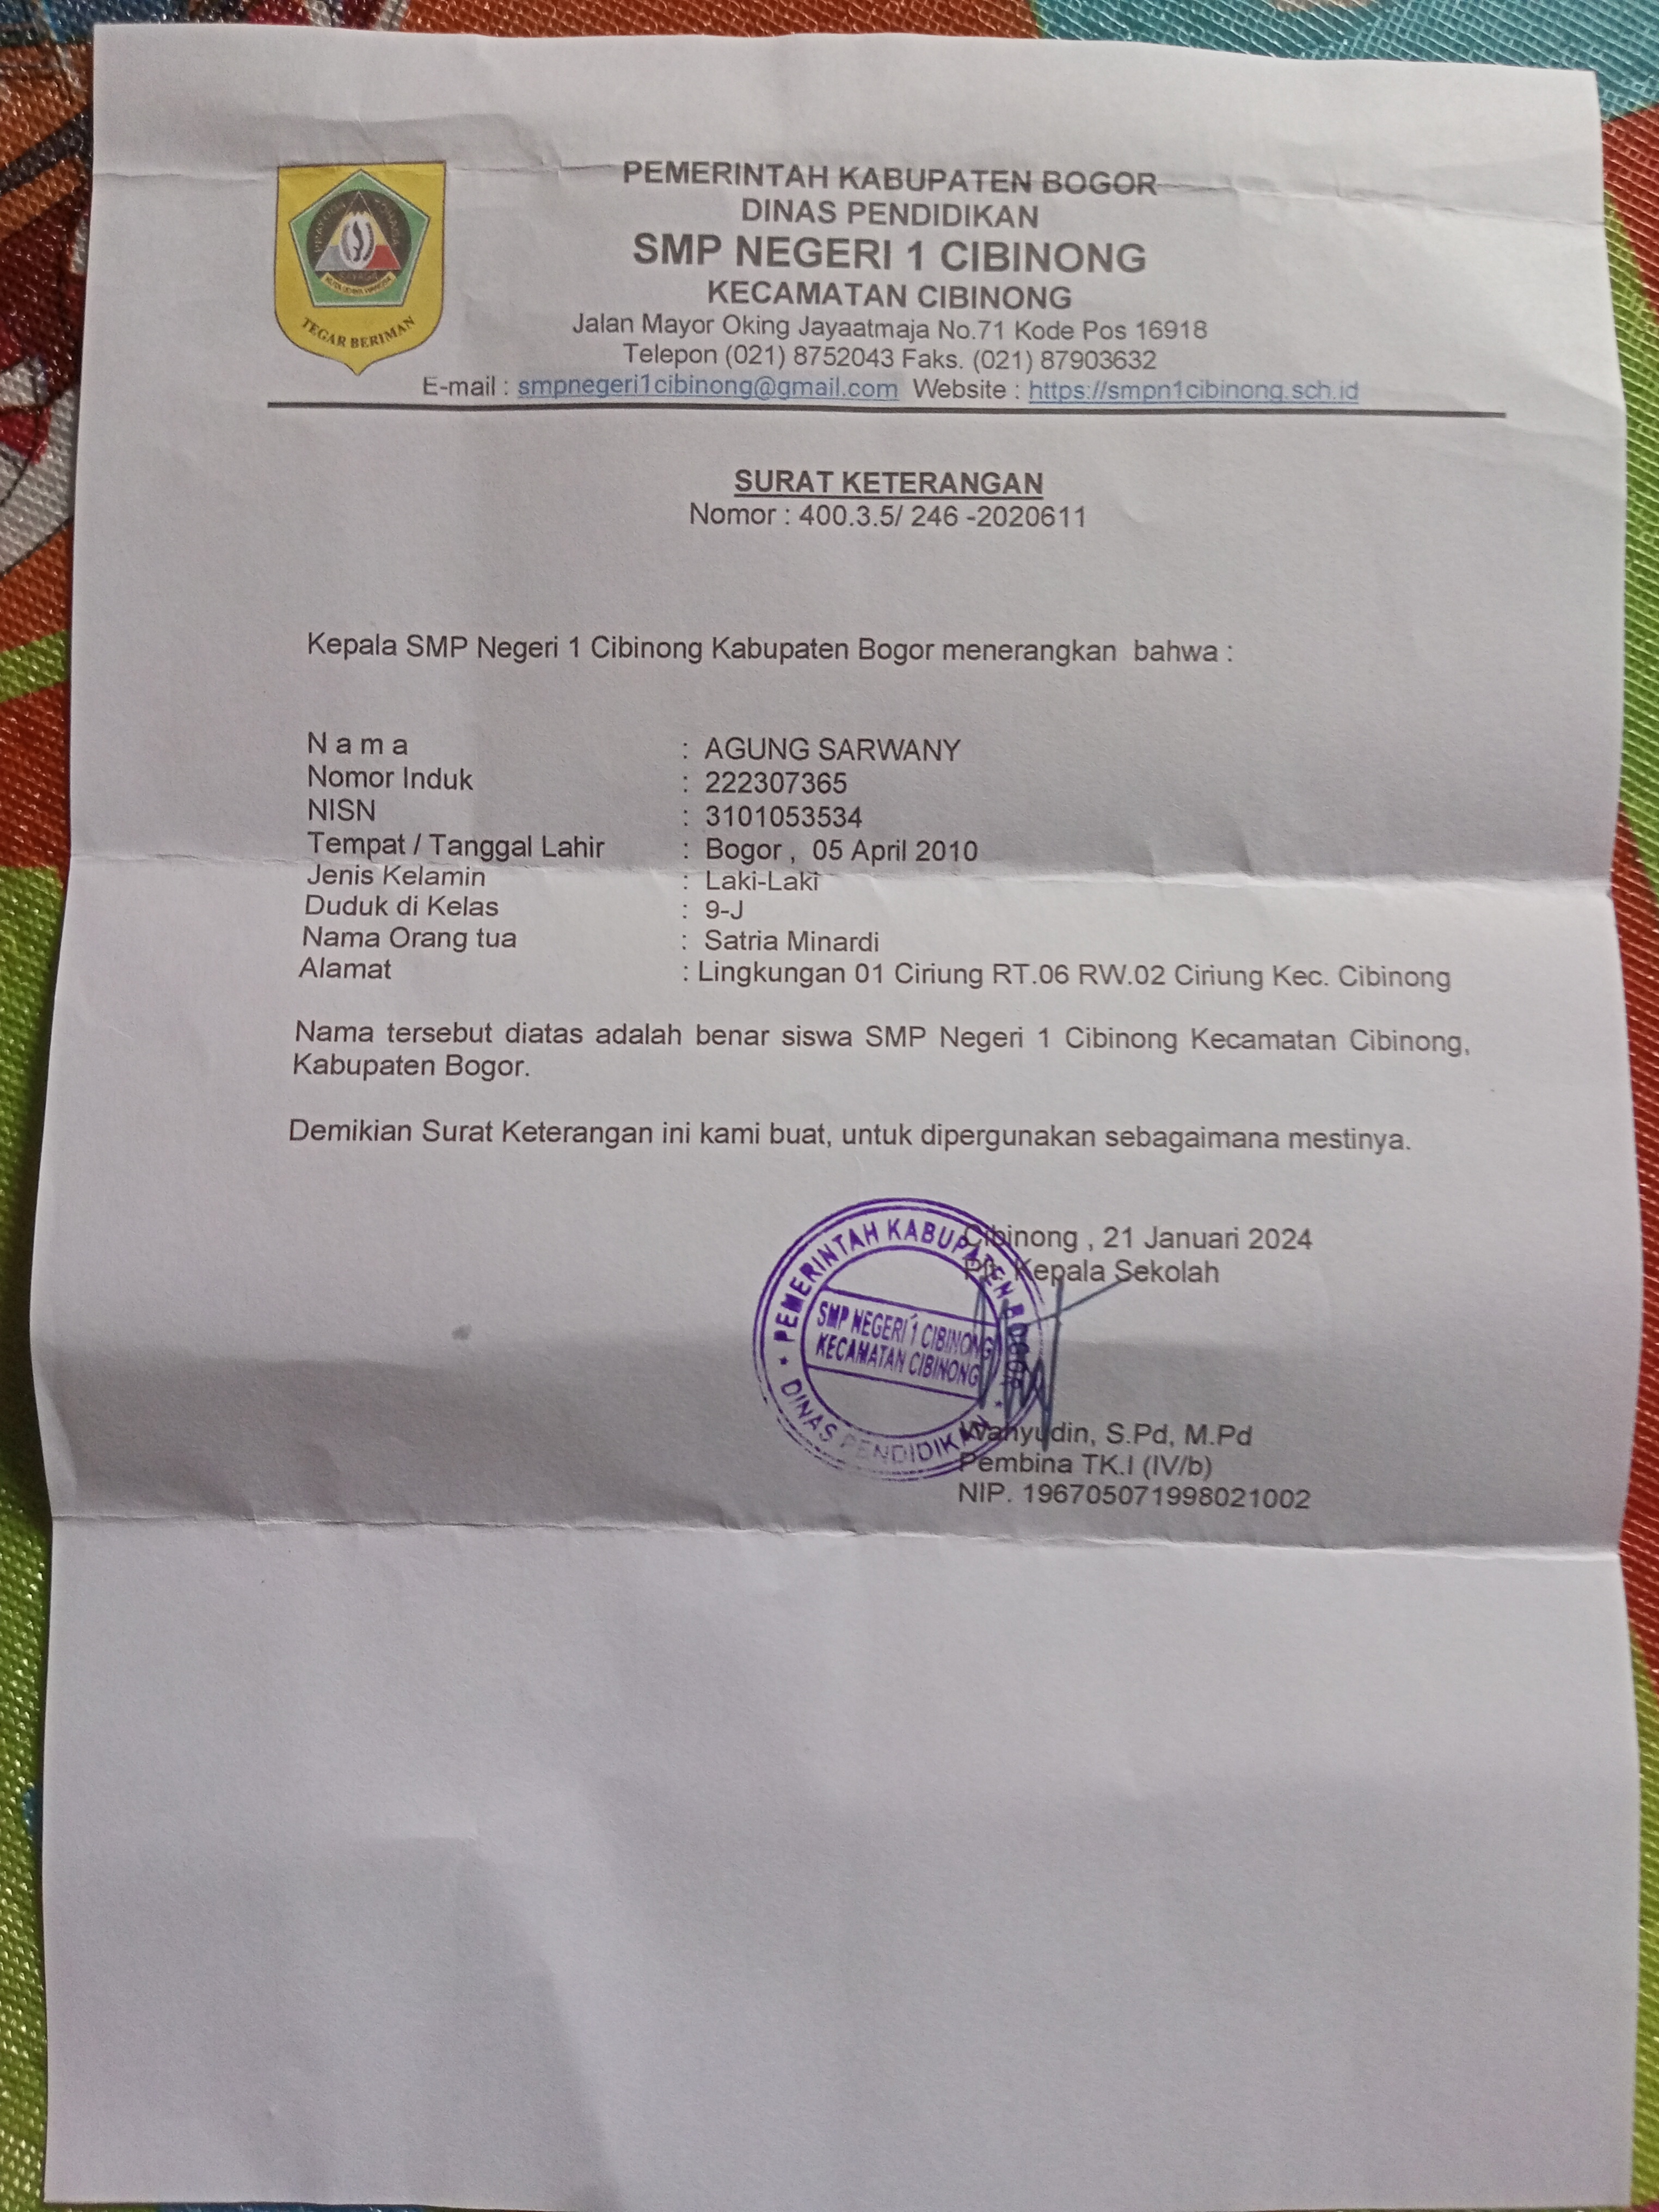 PEMERINTAH KABUPATEN BOGOR
DINAS PENDIDIKAN
SMP NEGERI 1 CIBINONG
KECAMATAN CIBINONG
Jalan Mayor Oking Jayaatmaja No.71 Kode Pos 16918
Telepon (021) 8752043 Faks. (021) 87903632
E-mail : smpnegeri1cibinong@gmail.com Website : https://smpn1cibinong.sch.id
TEGAR BERIMAN
SURAT KETERANGAN
Nomor : 400.3.5/ 246 -2020611
Kepala SMP Negeri 1 Cibinong Kabupaten Bogor menerangkan bahwa :
N a m a : AGUNG SARWANY
Nomor Induk : 222307365
NISN : 3101053534
Tempat / Tanggal Lahir : Bogor , 05 April 2010
Jenis Kelamin : Laki-Laki
Duduk di Kelas : 9-J
Nama Orang tua : Satria Minardi
Alamat : Lingkungan 01 Ciriung RT.06 RW.02 Ciriung Kec. Cibinong
Nama tersebut diatas adalah benar siswa SMP Negeri 1 Cibinong Kecamatan Cibinong,
Kabupaten Bogor.
Demikian Surat Keterangan ini kami buat, untuk dipergunakan sebagaimana mestinya.
Cibinong , 21 Januari 2024
Plt. Kepala Sekolah
PEMERINTAH KABUPATEN BOGOR
SMP NEGERI 1 CIBINONG
KECAMATAN CIBINONG
DINAS PENDIDIKAN
Wahyudin, S.Pd, M.Pd
Pembina TK.I (IV/b)
NIP. 196705071998021002